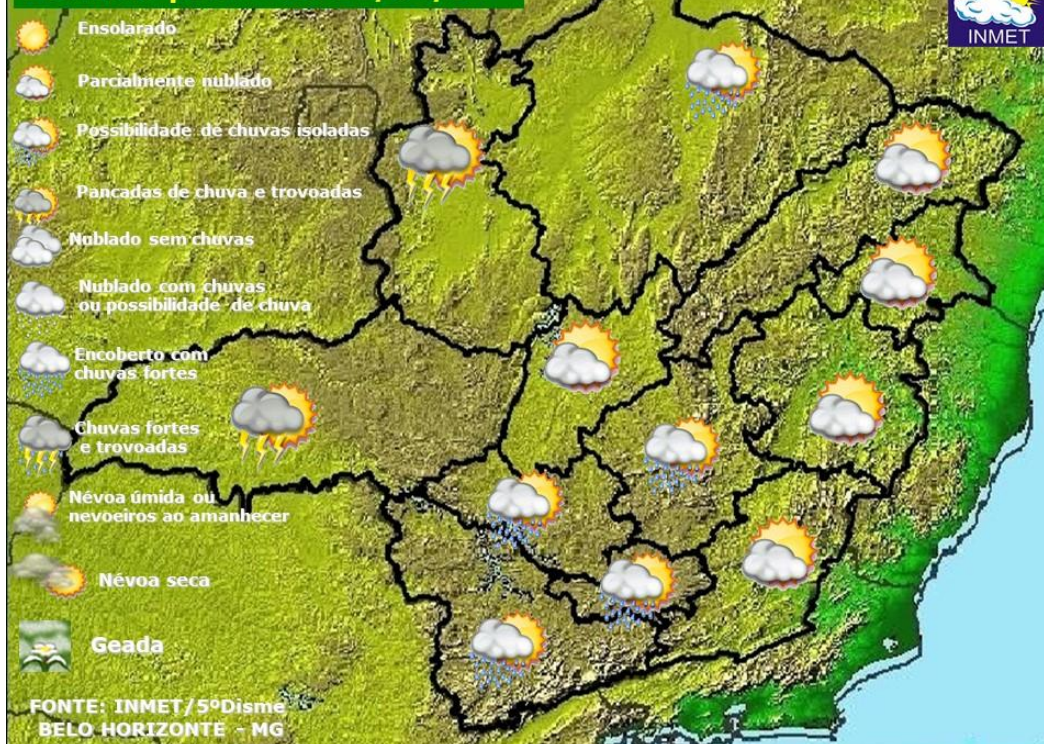 INMET
Ensolarado
Parcialmente nublado
Possibilidade de chuvas isoladas
Pancadas de chuva e trovoadas
Nublado sem chuvas
Nublado com chuvas
ou possibilidade de chuva
Encoberto com
chuvas fortes
Chuvas fortes
e trovoadas
Névoa úmida ou
nevoeiros ao amanhecer
Névoa seca
Geada
FONTE: INMET/5ºDisme
BELO HORIZONTE - MG